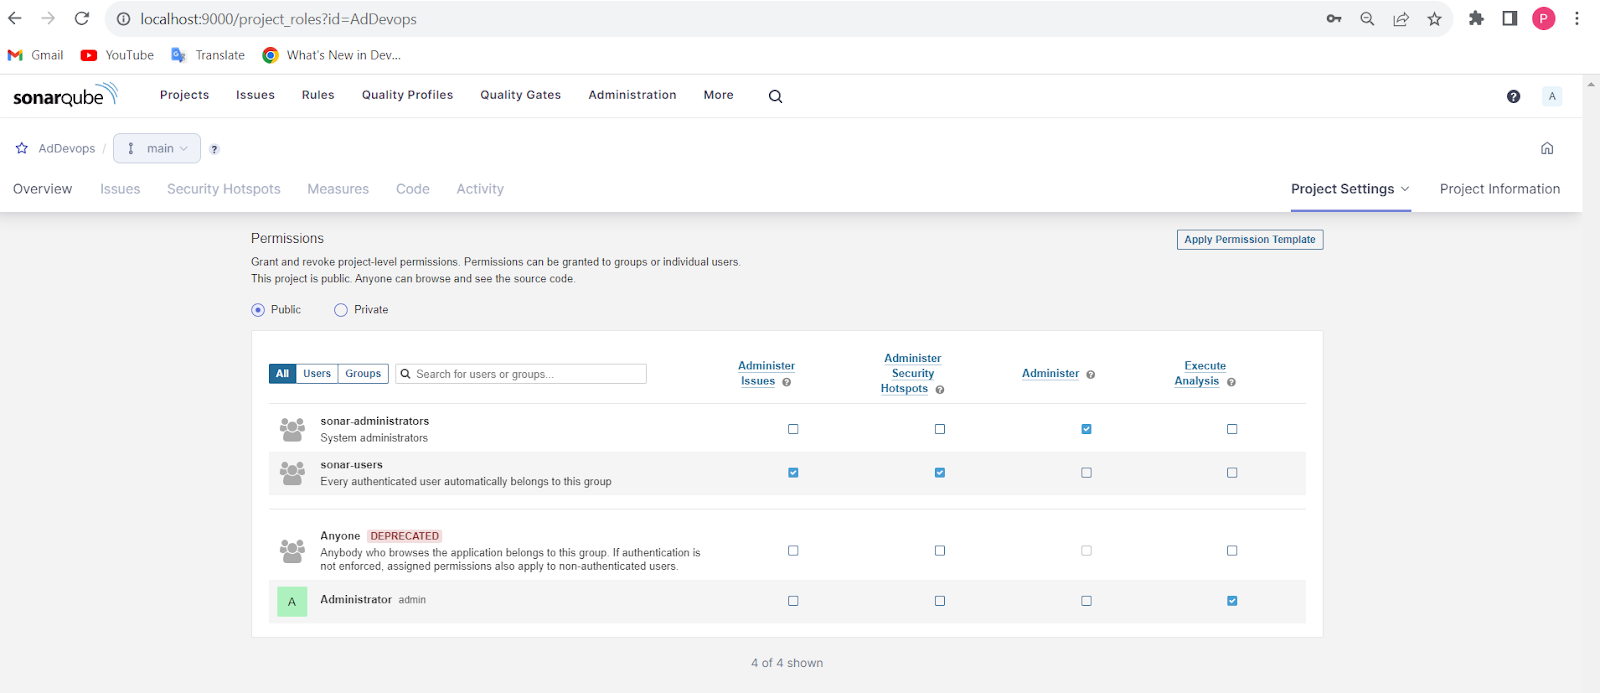 localhost:9000/project_roles?id=AdDevops
P
Gmail YouTube Translate What's New in Dev...
sonarqube Projects Issues Rules Quality Profiles Quality Gates Administration More ? A
AdDevops / main ?
Overview Issues Security Hotspots Measures Code Activity Project Settings Project Information
Permissions
Apply Permission Template
Grant and revoke project-level permissions. Permissions can be granted to groups or individual users.
This project is public. Anyone can browse and see the source code.
Public Private
All Users Groups Search for users or groups...
Administer
Issues ?
Administer
Security
Hotspots ?
Administer ?
Execute
Analysis ?
sonar-administrators
System administrators
sonar-users
Every authenticated user automatically belongs to this group
Anyone DEPRECATED
Anybody who browses the application belongs to this group. If authentication is
not enforced, assigned permissions also apply to non-authenticated users.
A Administrator admin
4 of 4 shown